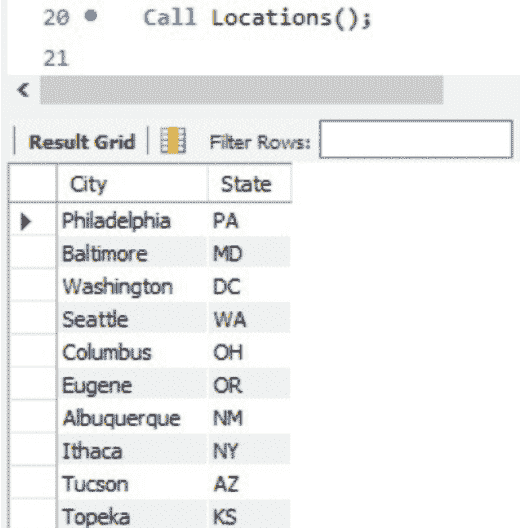 20 Call Locations();
21
Result Grid Filter Rows:
City State
Philadelphia PA
Baltimore MD
Washington DC
Seattle WA
Columbus OH
Eugene OR
Albuquerque NM
Ithaca NY
Tucson AZ
Topeka KS